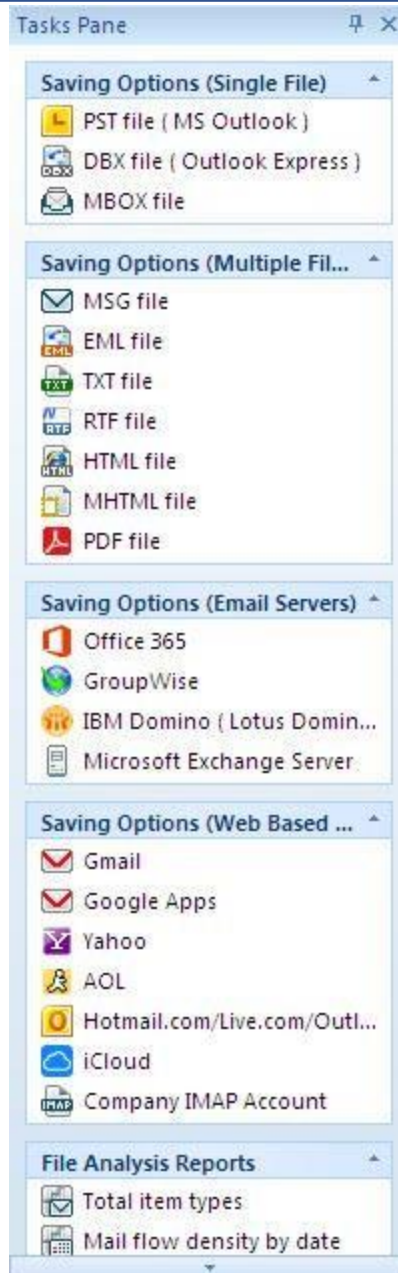 Tasks Pane
Saving Options (Single File)
PST file ( MS Outlook )
DBX file ( Outlook Express )
MBOX file
Saving Options (Multiple Fil...
MSG file
EML file
TXT file
RTF file
HTML file
MHTML file
PDF file
Saving Options (Email Servers)
Office 365
GroupWise
IBM Domino ( Lotus Domin...
Microsoft Exchange Server
Saving Options (Web Based ...
Gmail
Google Apps
Yahoo
AOL
Hotmail.com/Live.com/Outl...
iCloud
Company IMAP Account
File Analysis Reports
Total item types
Mail flow density by date